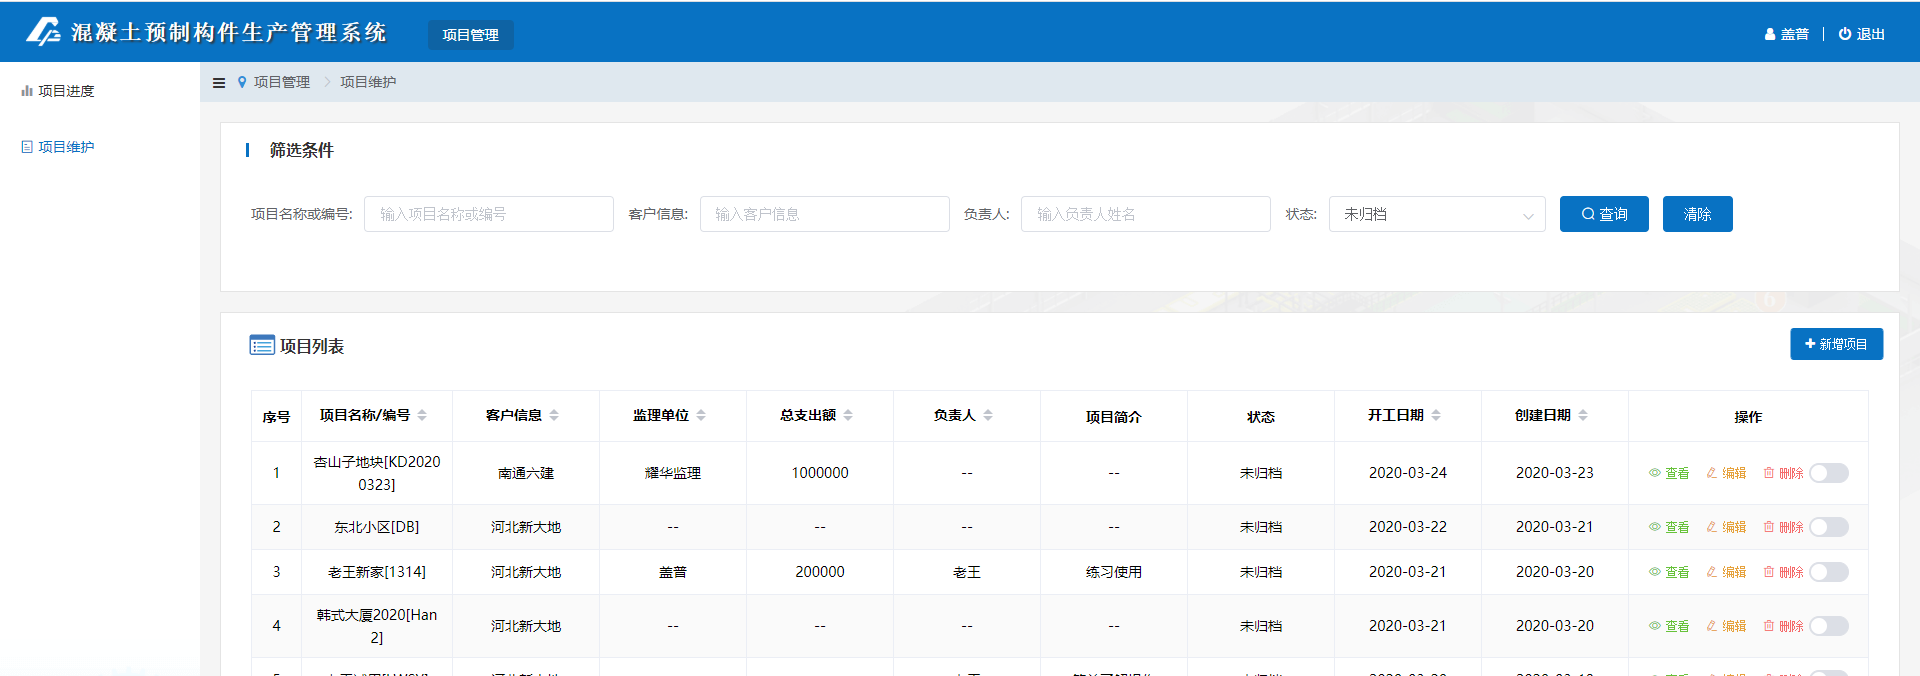 混凝土预制构件生产管理系统 项目管理 盖普 退出
项目进度
项目维护
项目管理 项目维护
筛选条件
项目名称或编号: 输入项目名称或编号 客户信息: 输入客户信息 负责人: 输入负责人姓名 状态: 未归档 查询 清除
项目列表 新增项目
序号 项目名称/编号 客户信息 监理单位 总支出额 负责人 项目简介 状态 开工日期 创建日期 操作
1 杏山子地块[KD20200323] 南通六建 耀华监理 1000000 -- -- 未归档 2020-03-24 2020-03-23 查看 编辑 删除
2 东北小区[DB] 河北新大地 -- -- -- -- 未归档 2020-03-22 2020-03-21 查看 编辑 删除
3 老王新家[1314] 河北新大地 盖普 200000 老王 练习使用 未归档 2020-03-21 2020-03-20 查看 编辑 删除
4 韩式大厦2020[Han2] 河北新大地 -- -- -- -- 未归档 2020-03-21 2020-03-20 查看 编辑 删除